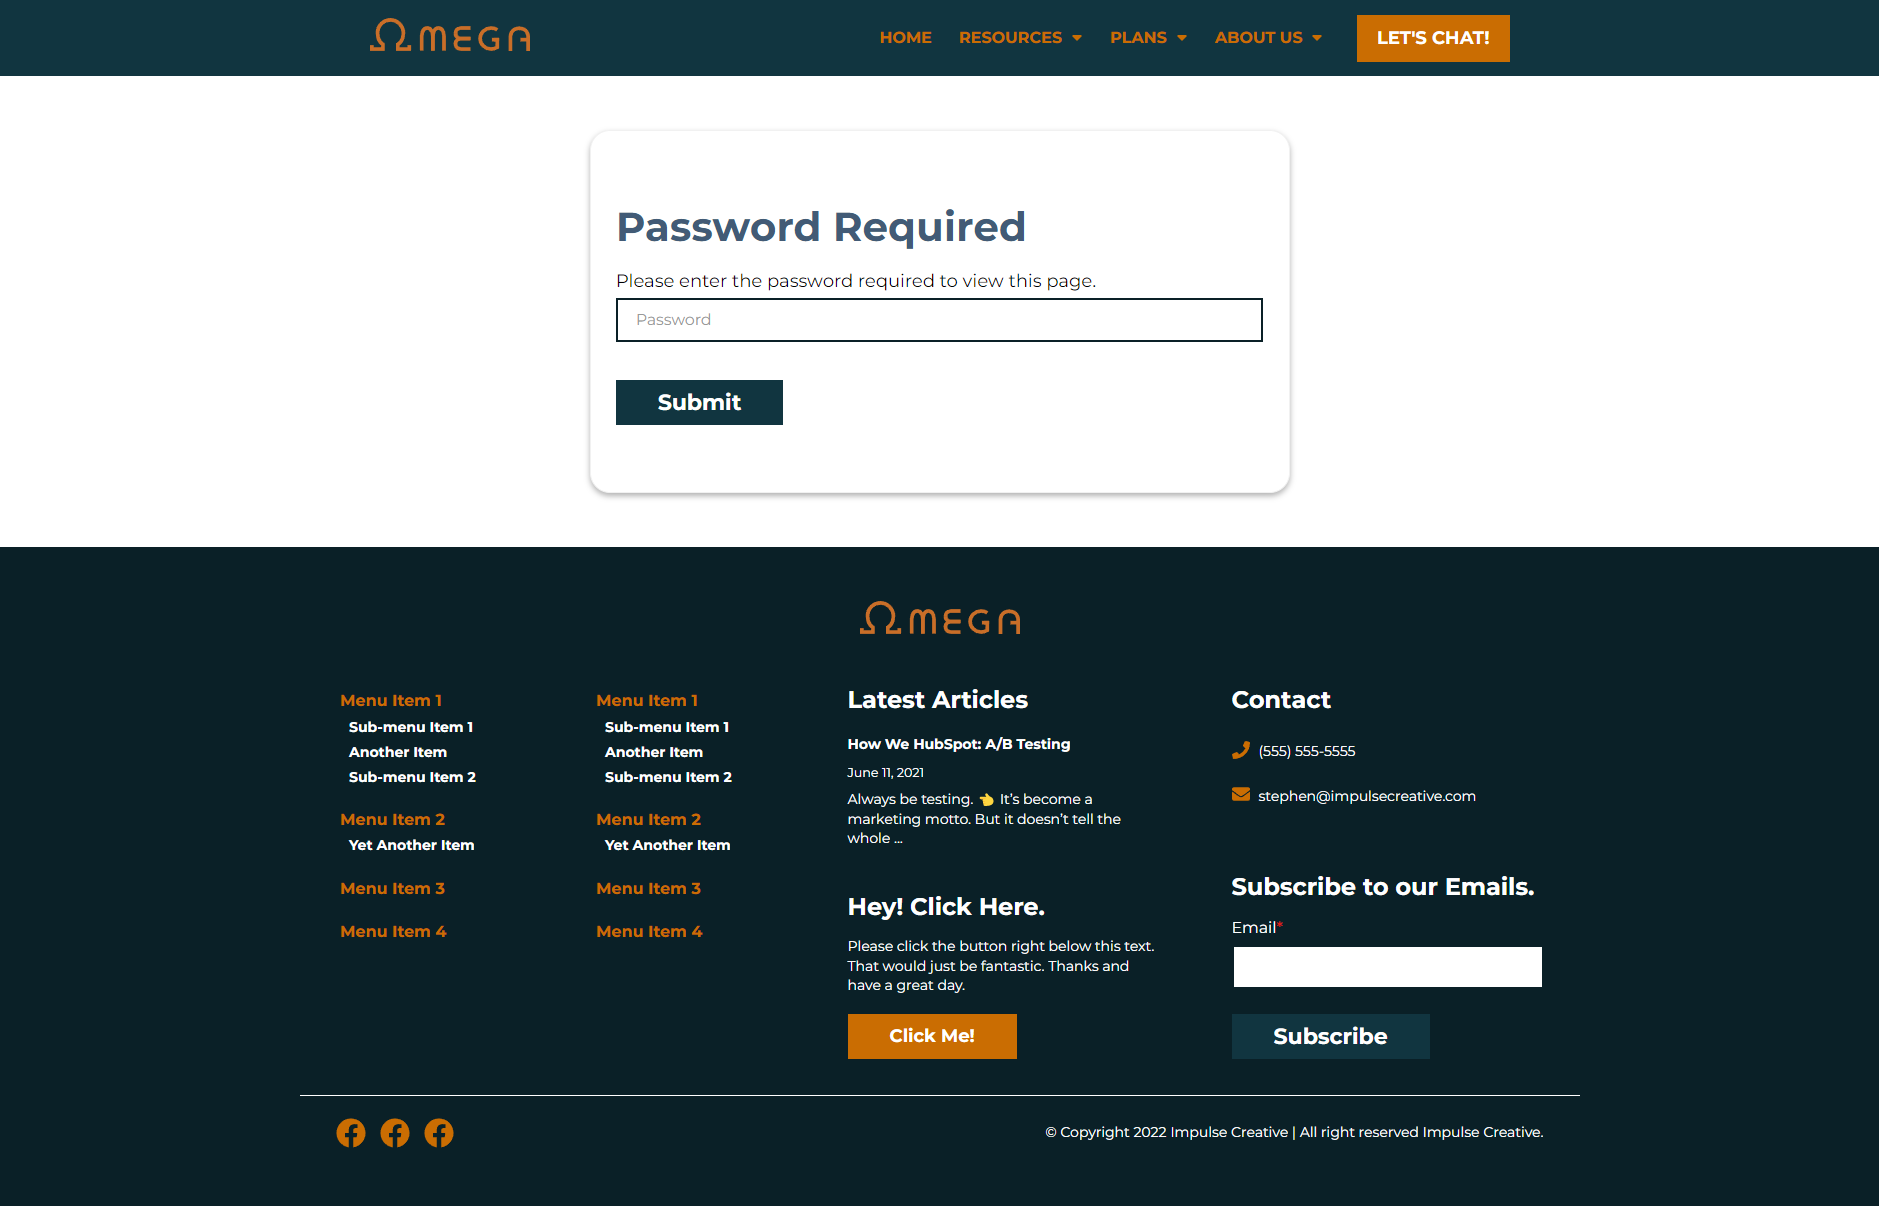 ΩMEGA
HOME RESOURCES PLANS ABOUT US LET'S CHAT!
Password Required
Please enter the password required to view this page.
Password
Submit
ΩMEGA
Menu Item 1
Sub-menu Item 1
Another Item
Sub-menu Item 2
Menu Item 2
Yet Another Item
Menu Item 3
Menu Item 4
Menu Item 1
Sub-menu Item 1
Another Item
Sub-menu Item 2
Menu Item 2
Yet Another Item
Menu Item 3
Menu Item 4
Latest Articles
How We HubSpot: A/B Testing
June 11, 2021
Always be testing. 👈 It's become a
marketing motto. But it doesn't tell the
whole ...
Hey! Click Here.
Please click the button right below this text.
That would just be fantastic. Thanks and
have a great day.
Click Me!
Contact
(555) 555-5555
stephen@impulsecreative.com
Subscribe to our Emails.
Email*
Subscribe
© Copyright 2022 Impulse Creative | All right reserved Impulse Creative.